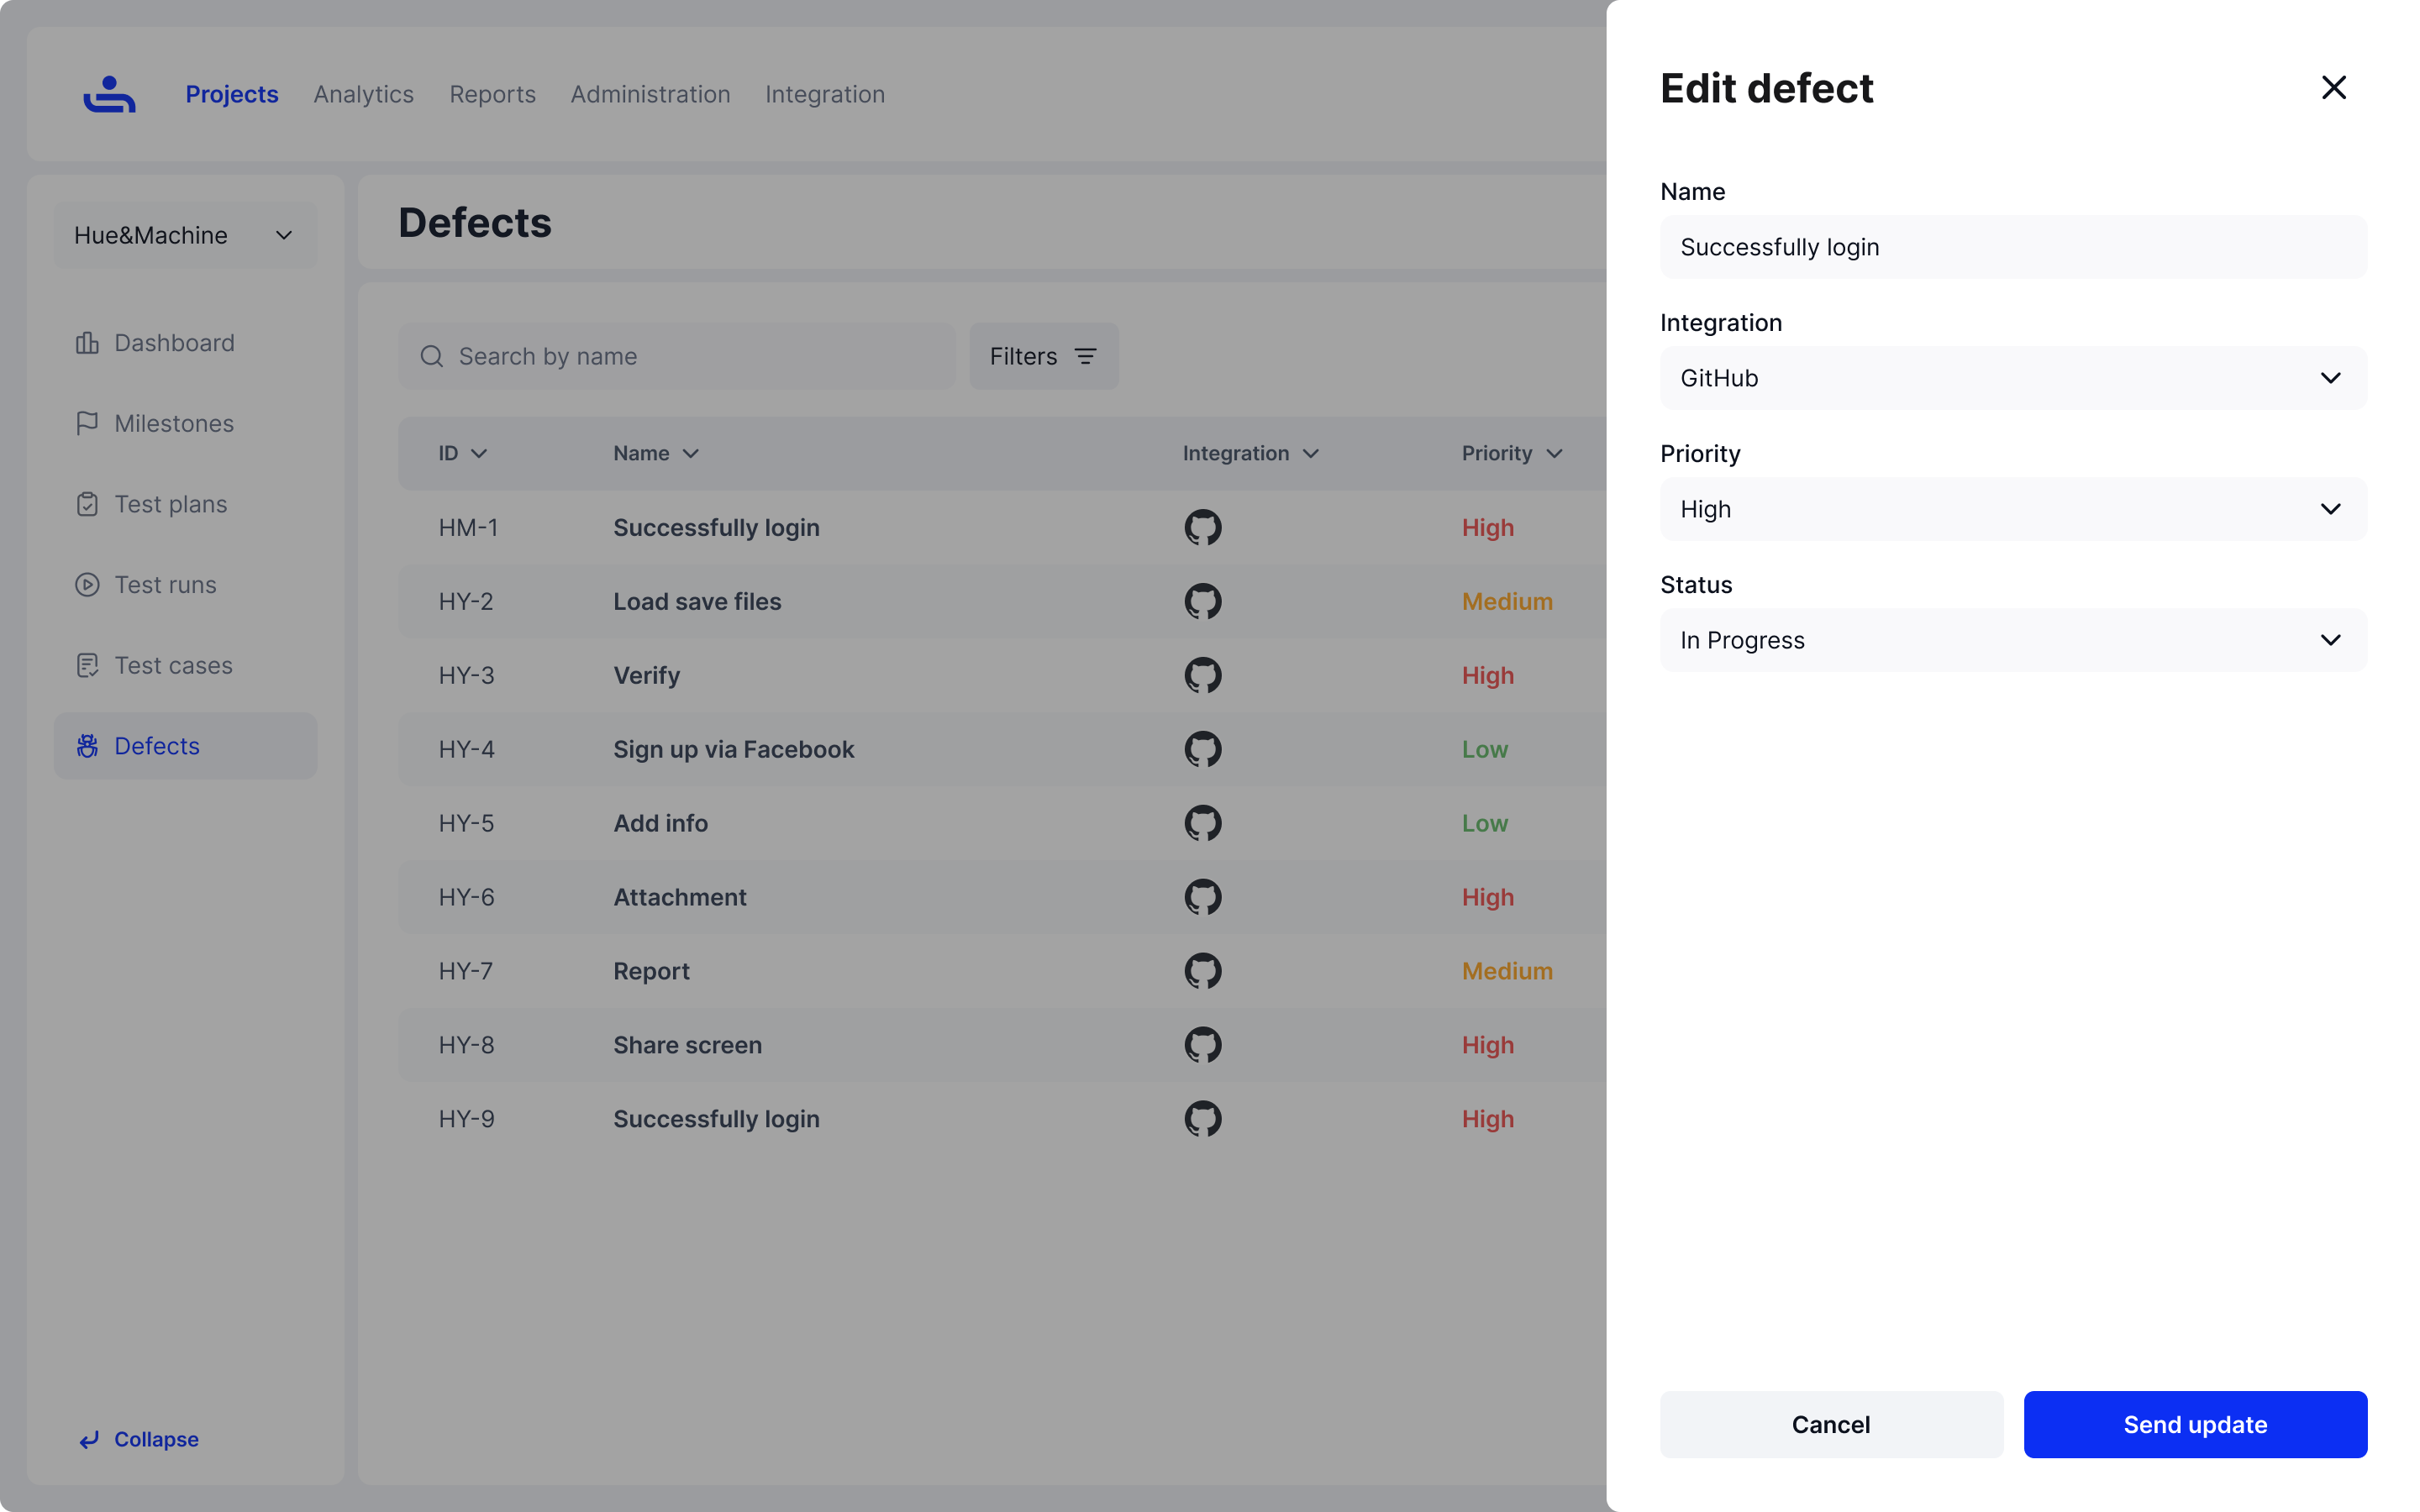 Projects Analytics Reports Administration Integration
Hue&Machine
Dashboard
Milestones
Test plans
Test runs
Test cases
Defects
Collapse
Defects
Search by name
Filters
ID Name Integration Priority
HM-1 Successfully login High
HY-2 Load save files Medium
HY-3 Verify High
HY-4 Sign up via Facebook Low
HY-5 Add info Low
HY-6 Attachment High
HY-7 Report Medium
HY-8 Share screen High
HY-9 Successfully login High
Edit defect
Name
Successfully login
Integration
GitHub
Priority
High
Status
In Progress
Cancel
Send update